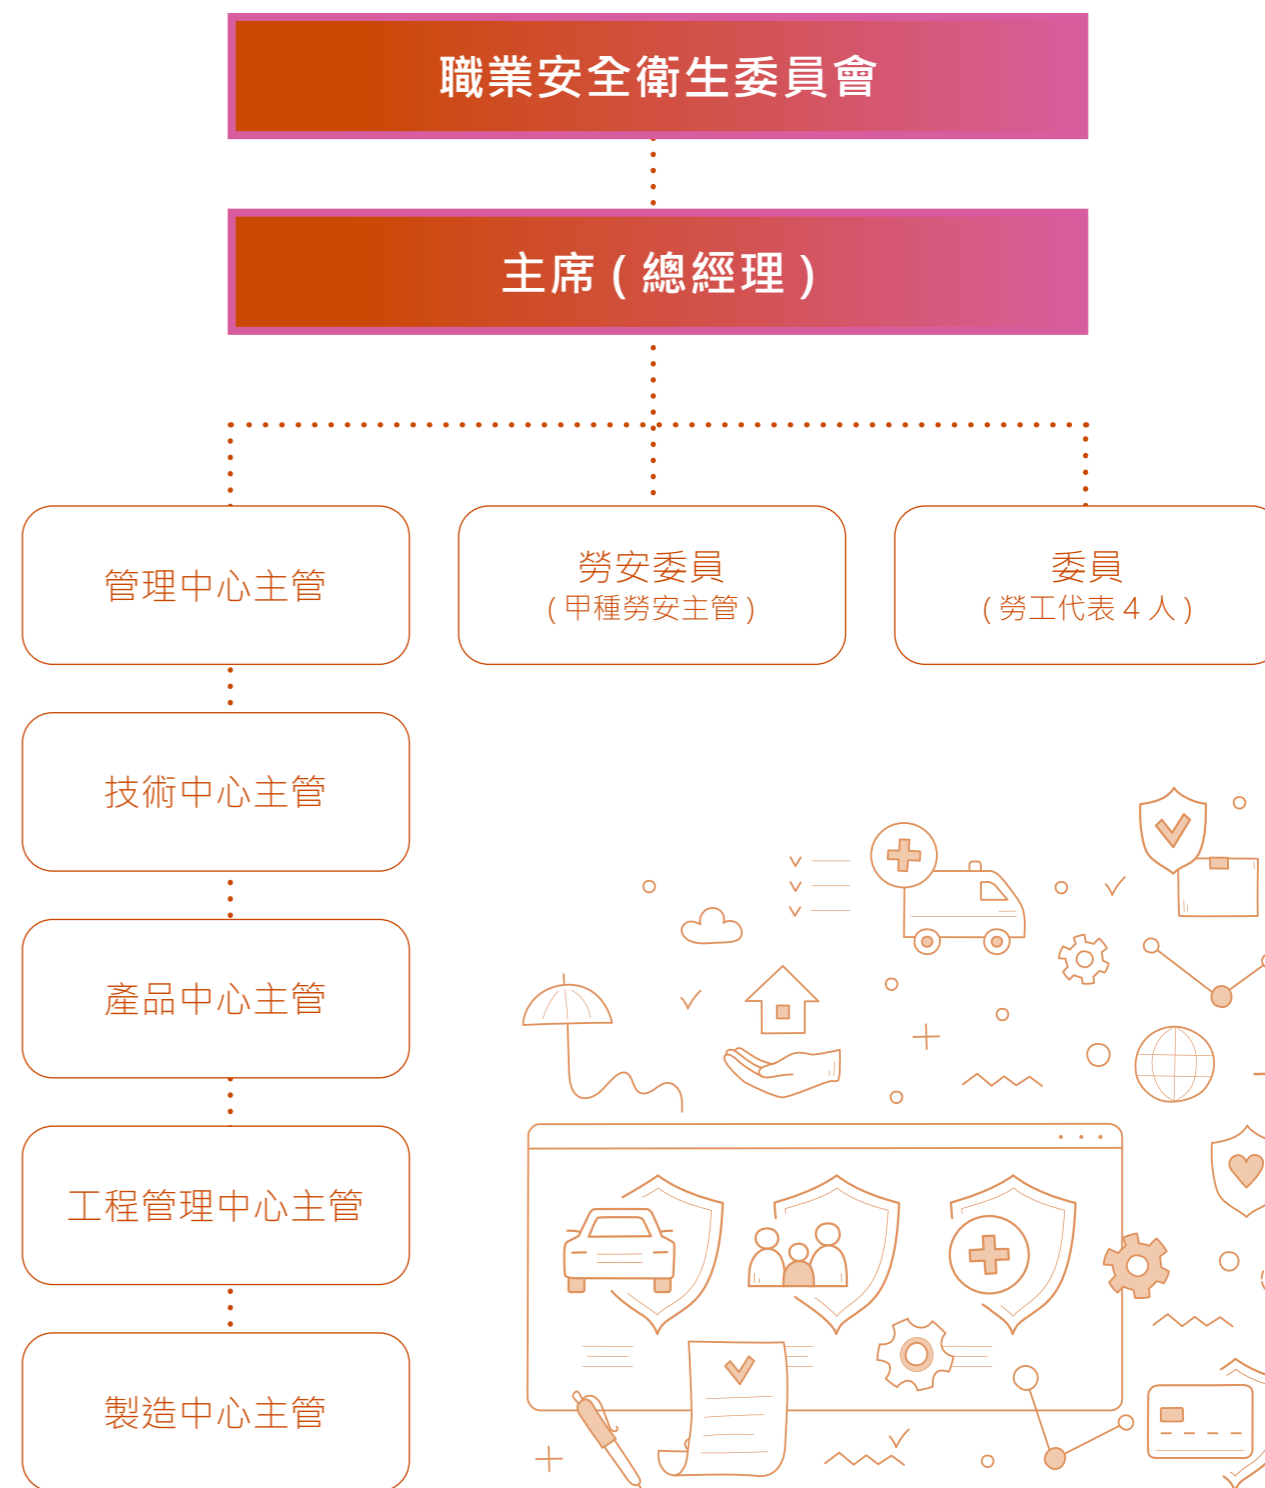 職業安全衛生委員會
主席 ( 總經理 )
管理中心主管
勞安委員
( 甲種勞安主管 )
委員
( 勞工代表 4 人 )
技術中心主管
產品中心主管
工程管理中心主管
製造中心主管